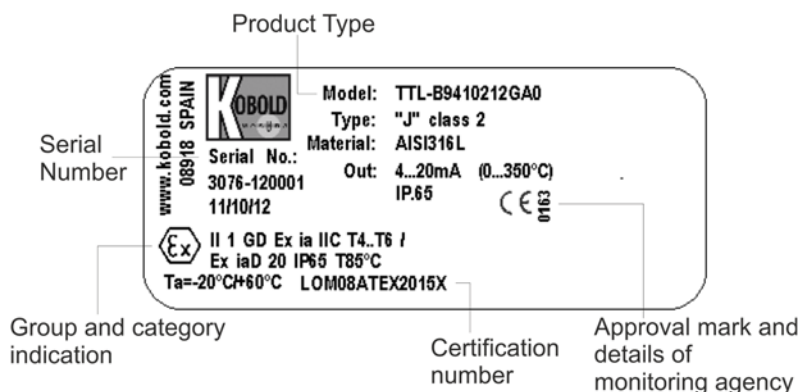 Product Type
Serial
Number
www.kobold.com
08918 SPAIN
KOBOLD
Serial No.:
3076-120001
11/10/12
Model: TTL-B9410212GA0
Type: "J" class 2
Material: AISI316L
Out: 4...20mA (0...350°C)
IP.65
CE
0163
Ex
II 1 GD Ex ia IIC T4..T6 /
Ex iaD 20 IP65 T85°C
Ta=-20°C/+60°C LOM08ATEX2015X
Group and category
indication
Certification
number
Approval mark and
details of
monitoring agency